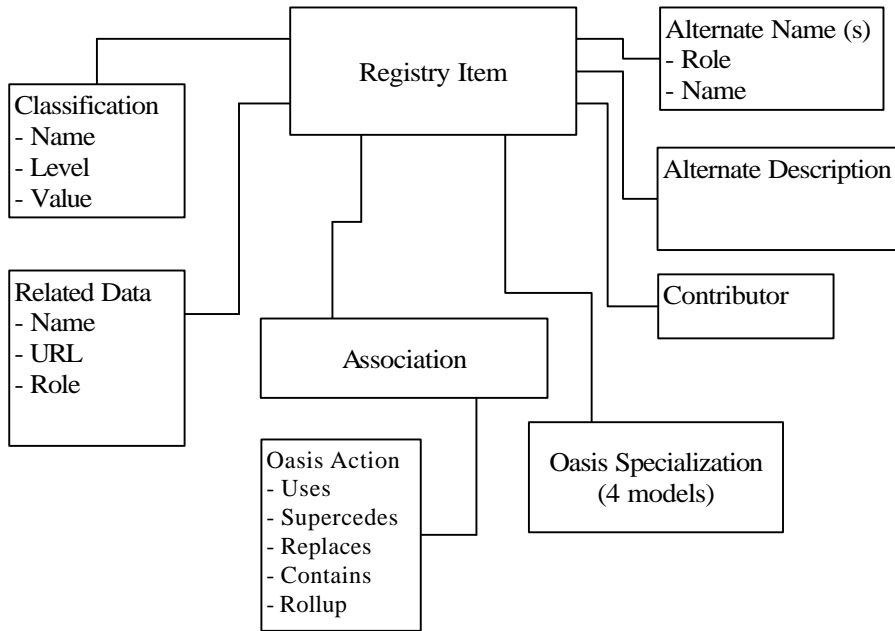 Registry Item
Alternate Name (s)
- Role
- Name
Classification
- Name
- Level
- Value
Alternate Description
Related Data
- Name
- URL
- Role
Contributor
Association
Oasis Action
- Uses
- Supercedes
- Replaces
- Contains
- Rollup
Oasis Specialization
(4 models)